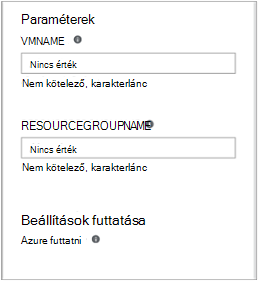 Paraméterek
VMNAME
Nincs érték
Nem kötelező, karakterlánc
RESOURCEGROUPNAME
Nincs érték
Nem kötelező, karakterlánc
Beállítások futtatása
Azure futtatni